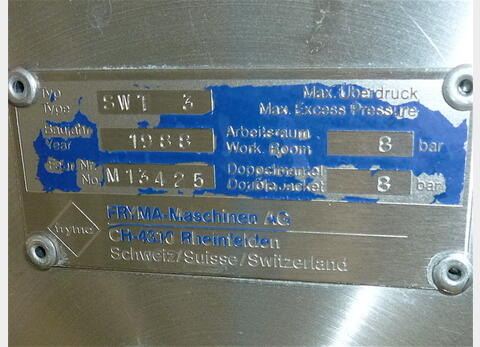 Typ
Type SW1 3
Max. Überdruck
Max. Excess Pressure
Baujahr
Year 1988
Arbeitsraum
Work. Room 8 bar
Nr.
No. M13425
Doppelmantel
Double Jacket 8 bar
fryma
FRYMA-Maschinen AG
CH-4310 Rheinfelden
Schweiz/Suisse/Switzerland